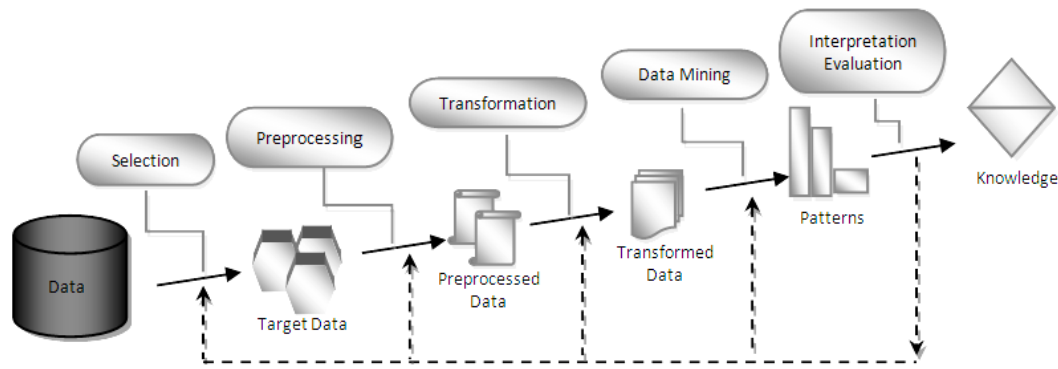 Interpretation
Evaluation
Data Mining
Transformation
Preprocessing
Selection
Knowledge
Patterns
Transformed
Data
Preprocessed
Data
Data
Target Data